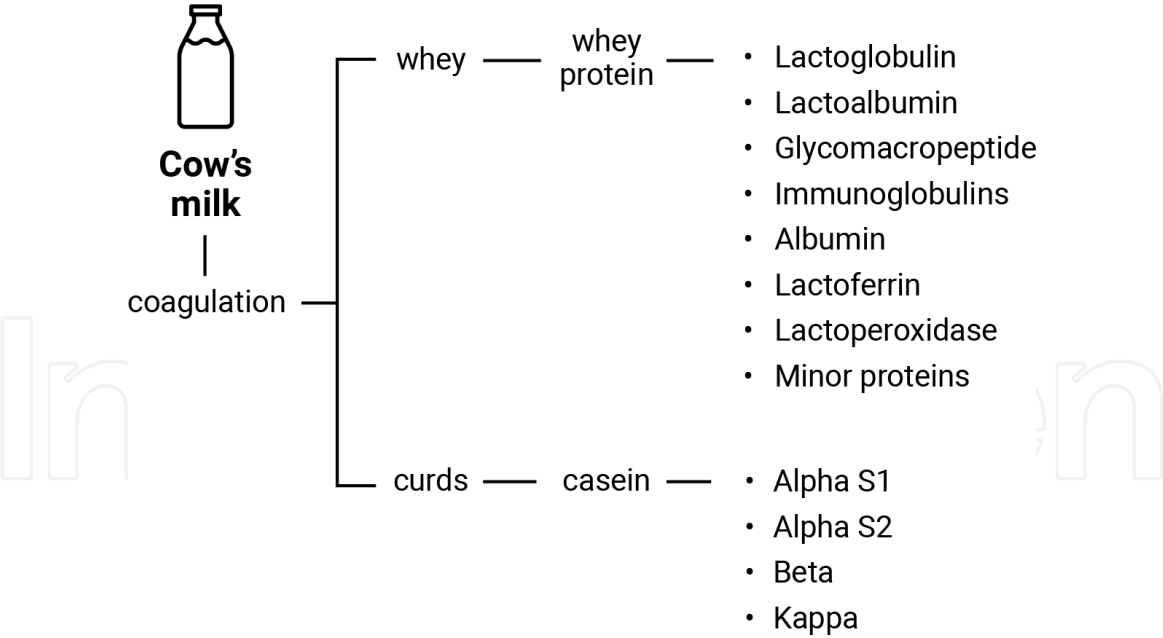 Cow's
milk
coagulation
whey
whey
protein
• Lactoglobulin
• Lactoalbumin
• Glycomacropeptide
• Immunoglobulins
• Albumin
• Lactoferrin
• Lactoperoxidase
• Minor proteins
curds
casein
• Alpha S1
• Alpha S2
• Beta
• Kappa